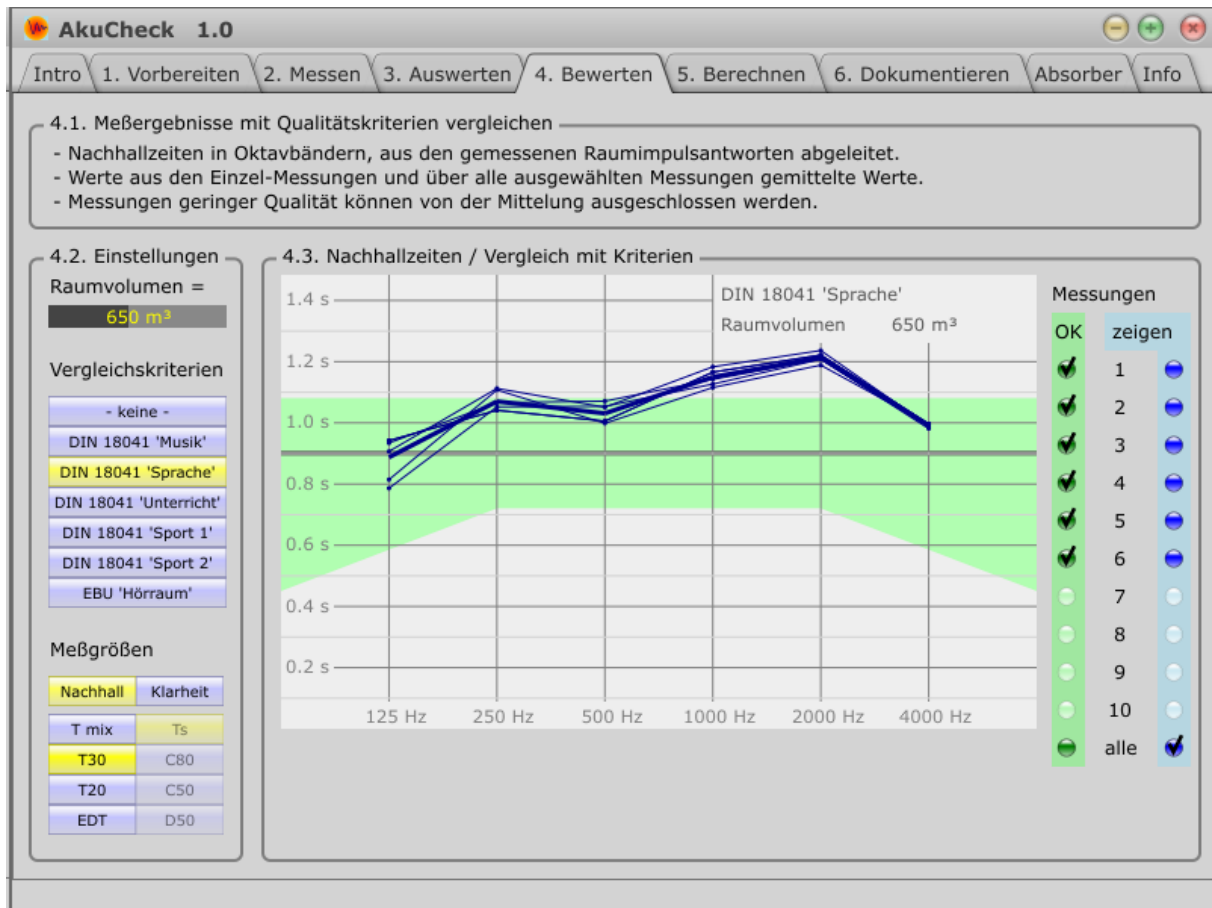 AkuCheck 1.0
Intro 1. Vorbereiten 2. Messen 3. Auswerten 4. Bewerten 5. Berechnen 6. Dokumentieren Absorber Info
4.1. Meßergebnisse mit Qualitätskriterien vergleichen
- Nachhallzeiten in Oktavbändern, aus den gemessenen Raumimpulsantworten abgeleitet.
- Werte aus den Einzel-Messungen und über alle ausgewählten Messungen gemittelte Werte.
- Messungen geringer Qualität können von der Mittelung ausgeschlossen werden.
4.2. Einstellungen
Raumvolumen =
650 m³
Vergleichskriterien
- keine -
DIN 18041 'Musik'
DIN 18041 'Sprache'
DIN 18041 'Unterricht'
DIN 18041 'Sport 1'
DIN 18041 'Sport 2'
EBU 'Hörraum'
Meßgrößen
Nachhall Klarheit
T mix Ts
T30 C80
T20 C50
EDT D50
4.3. Nachhallzeiten / Vergleich mit Kriterien
DIN 18041 'Sprache'
Raumvolumen 650 m³
1.4 s
1.2 s
1.0 s
0.8 s
0.6 s
0.4 s
0.2 s
125 Hz 250 Hz 500 Hz 1000 Hz 2000 Hz 4000 Hz
Messungen
OK zeigen
1
2
3
4
5
6
7
8
9
10
alle